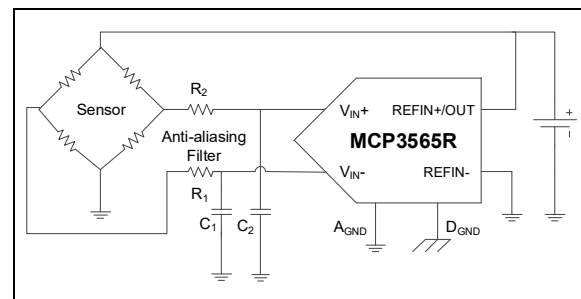 R2
Sensor
VIN+
REFIN+/OUT
+
-
Anti-aliasing
Filter
MCP3565R
VIN-
REFIN-
R1
C1
C2
AGND
DGND